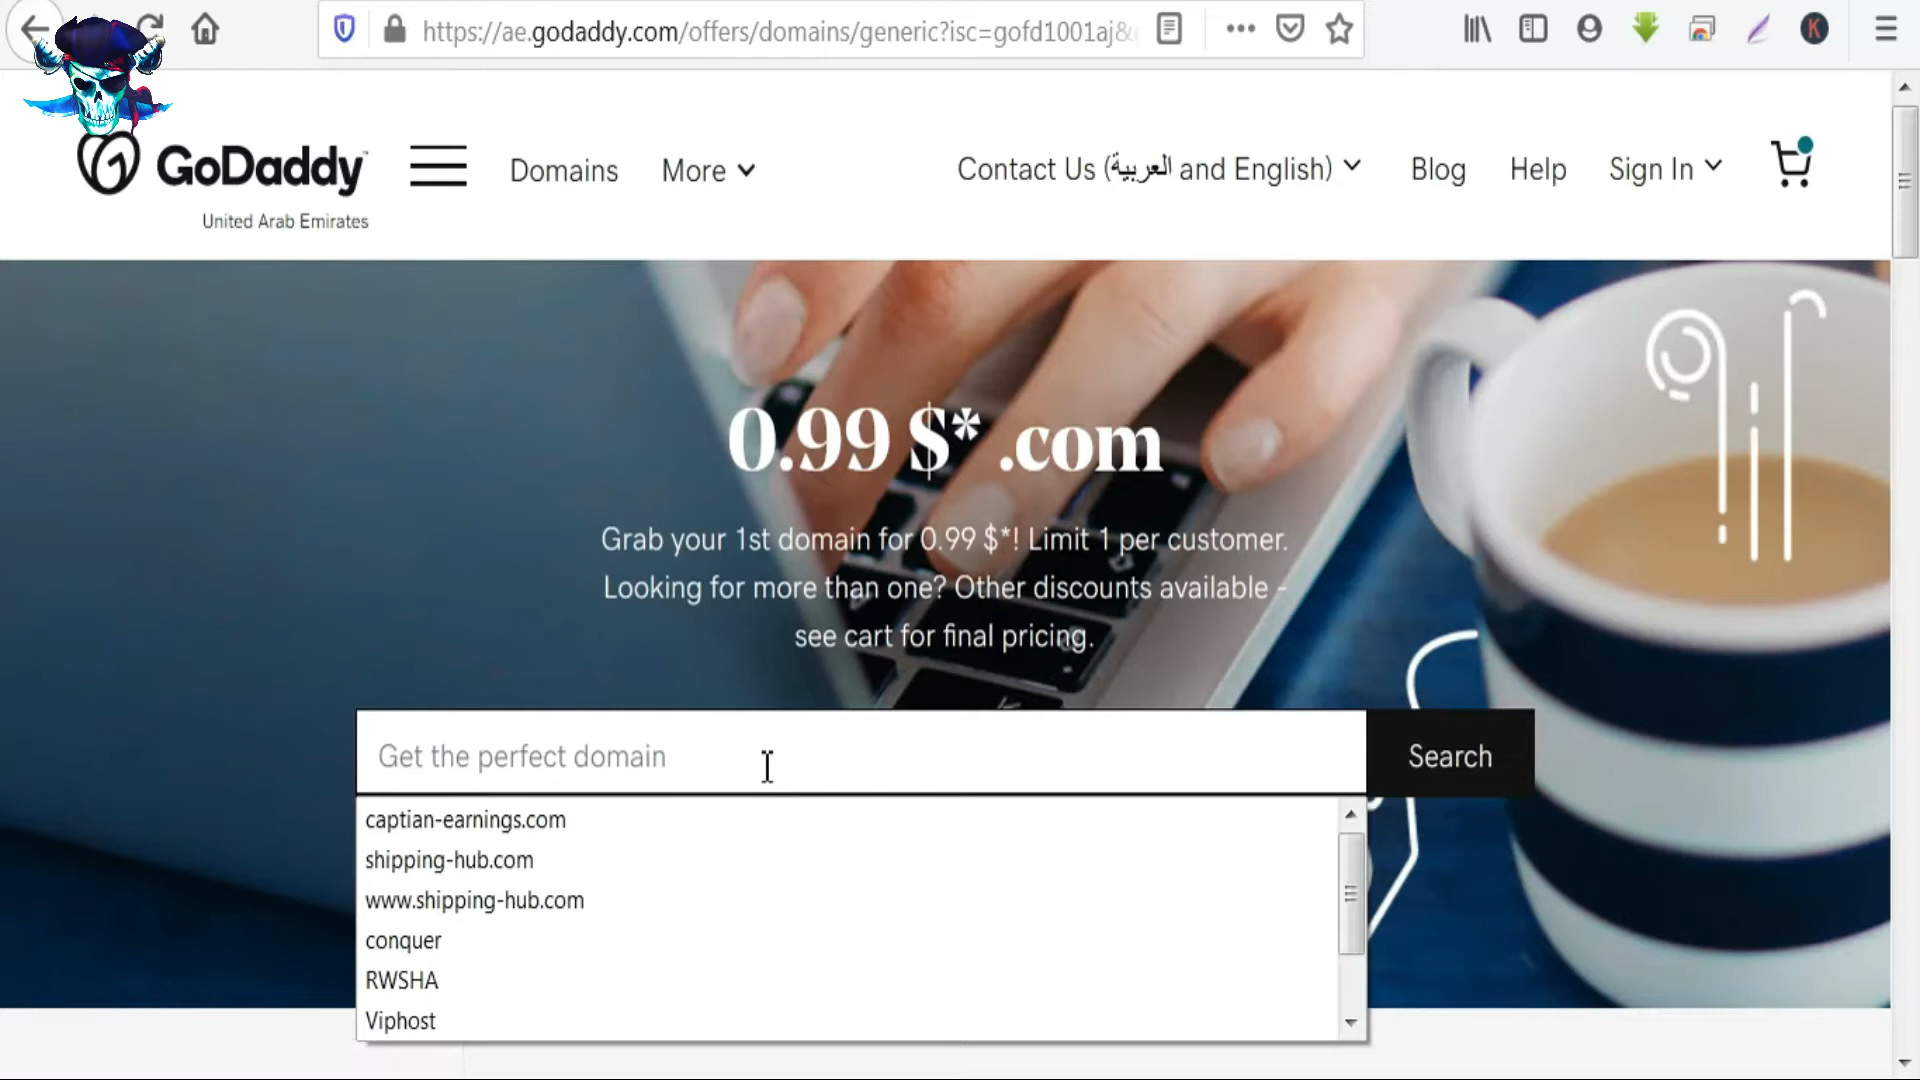 https://ae.godaddy.com/offers/domains/generic?isc=gofd1001aj&
K
GoDaddy
United Arab Emirates
Domains
More
Contact Us (العربية and English)
Blog
Help
Sign In
0.99 $* .com
Grab your 1st domain for 0.99 $*! Limit 1 per customer.
Looking for more than one? Other discounts available -
see cart for final pricing.
Get the perfect domain
Search
captian-earnings.com
shipping-hub.com
www.shipping-hub.com
conquer
RWSHA
Viphost